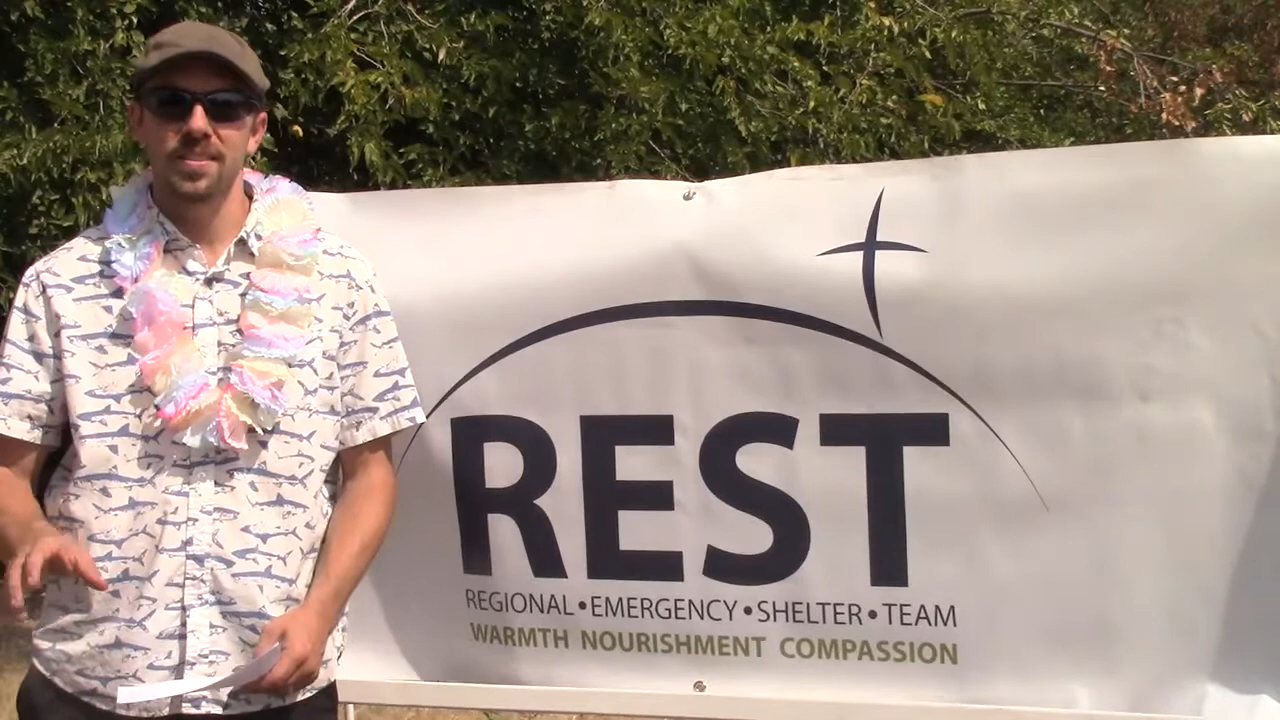 REST
REGIONAL•EMERGENCY•SHELTER•TEAM
WARMTH NOURISHMENT COMPASSION